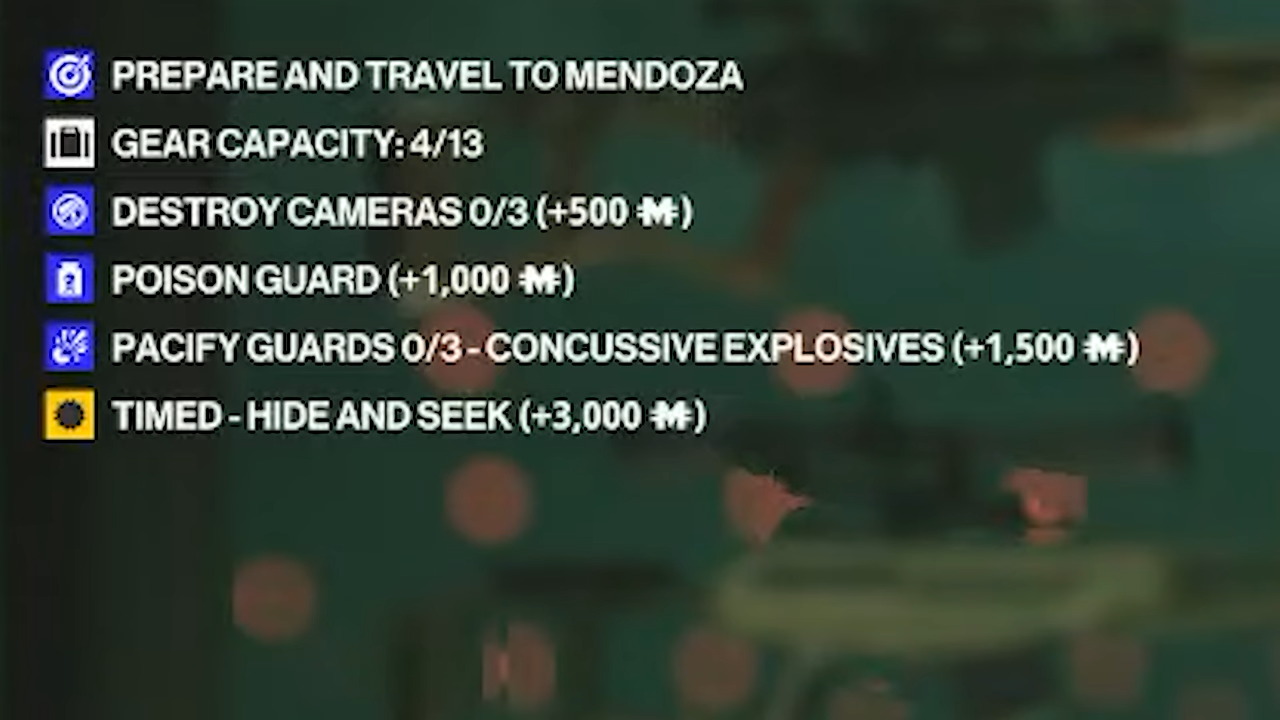 PREPARE AND TRAVEL TO MENDOZA
GEAR CAPACITY: 4/13
DESTROY CAMERAS 0/3 (+500 M)
POISON GUARD (+1,000 M)
PACIFY GUARDS 0/3 - CONCUSSIVE EXPLOSIVES (+1,500 M)
TIMED - HIDE AND SEEK (+3,000 M)